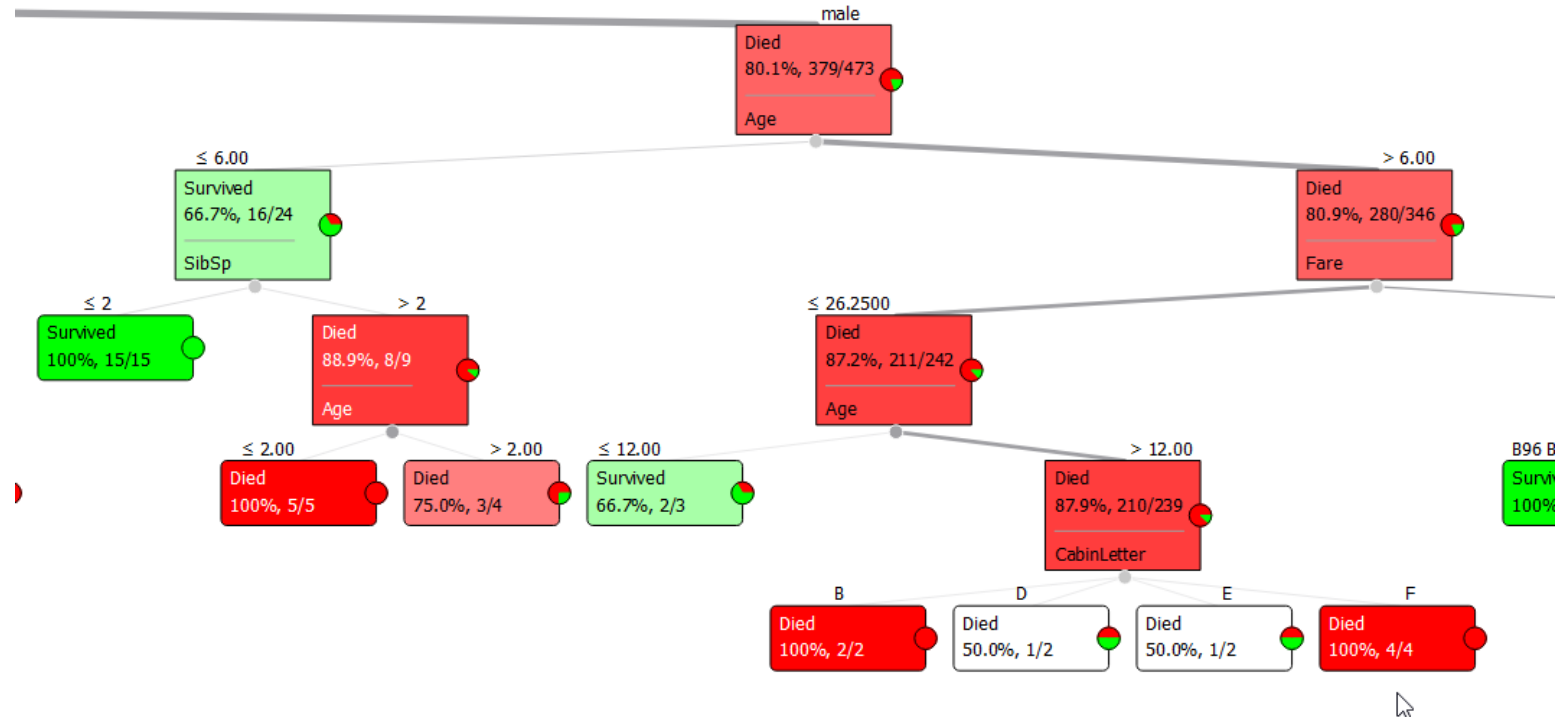 male
Died
80.1%, 379/473
Age
≤ 6.00
> 6.00
Survived
66.7%, 16/24
SibSp
Died
80.9%, 280/346
Fare
≤ 2
> 2
≤ 26.2500
Survived
100%, 15/15
Died
88.9%, 8/9
Age
Died
87.2%, 211/242
Age
≤ 2.00
> 2.00
≤ 12.00
> 12.00
B96 B
Died
100%, 5/5
Died
75.0%, 3/4
Survived
66.7%, 2/3
Died
87.9%, 210/239
CabinLetter
Surviv
100%
B
D
E
F
Died
100%, 2/2
Died
50.0%, 1/2
Died
50.0%, 1/2
Died
100%, 4/4